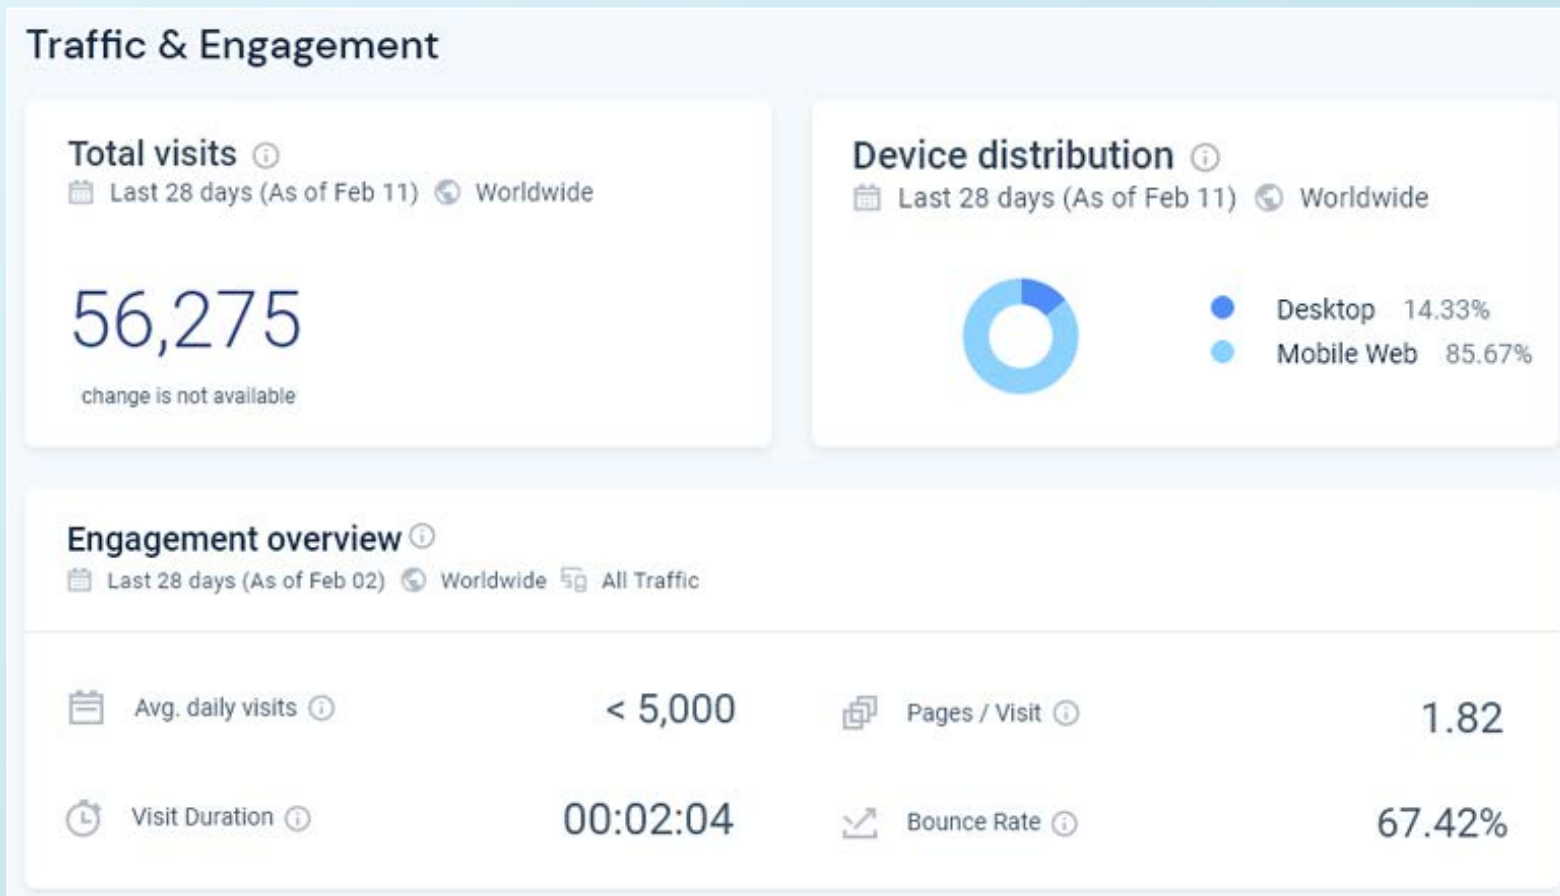 Traffic & Engagement
Total visits
Last 28 days (As of Feb 11) Worldwide
56,275
change is not available
Device distribution
Last 28 days (As of Feb 11) Worldwide
Desktop 14.33%
Mobile Web 85.67%
Engagement overview
Last 28 days (As of Feb 02) Worldwide All Traffic
Avg. daily visits < 5,000
Pages / Visit 1.82
Visit Duration 00:02:04
Bounce Rate 67.42%